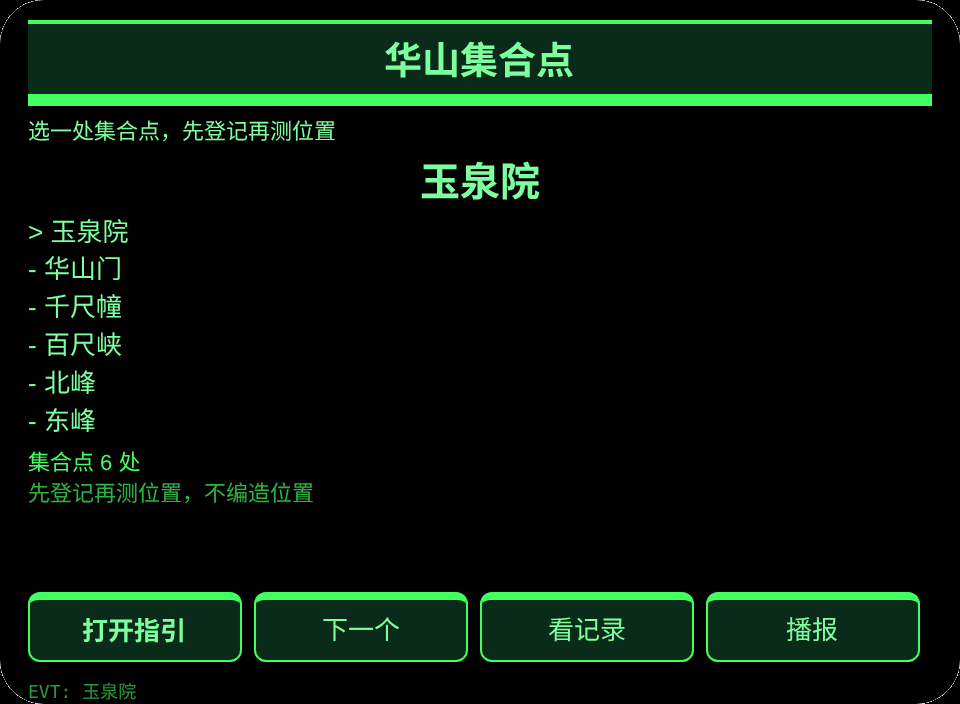 华山集合点
选一处集合点，先登记再测位置
玉泉院
> 玉泉院
- 华山门
- 千尺幢
- 百尺峡
- 北峰
- 东峰
集合点 6 处
先登记再测位置，不编造位置
打开指引
下一个
看记录
播报
EVT: 玉泉院